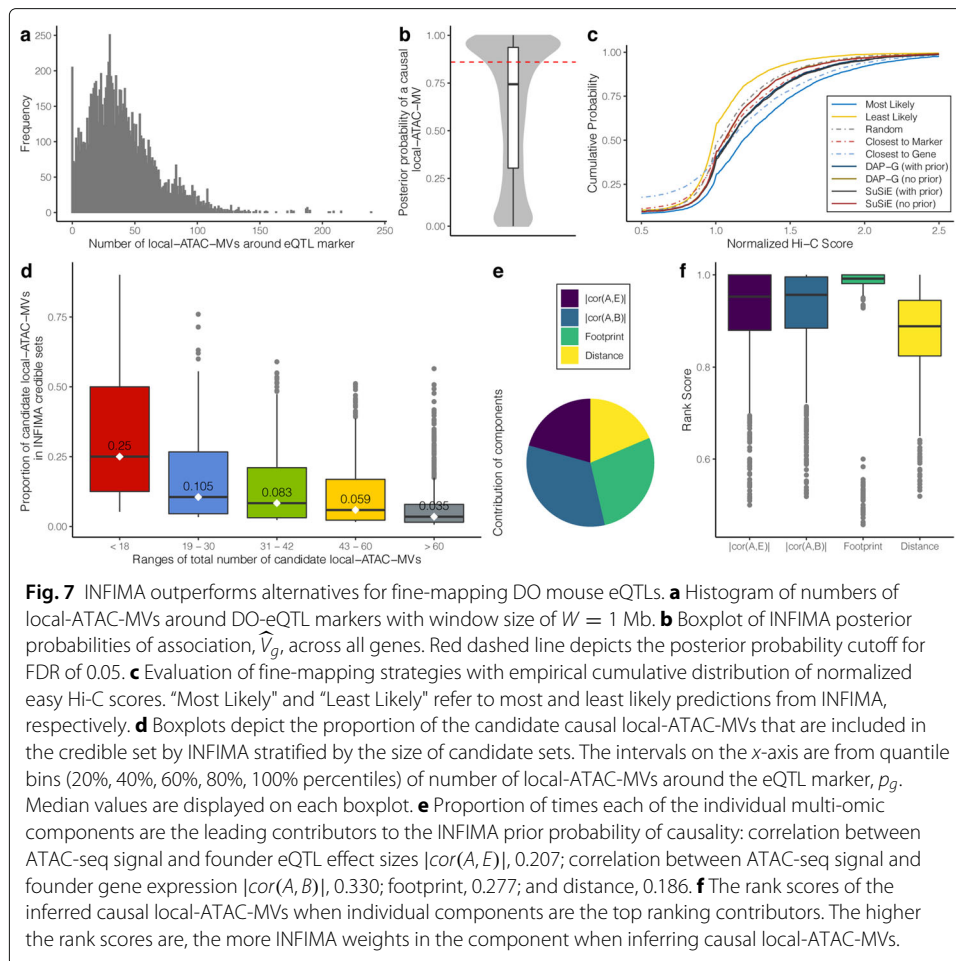 a
250
200
150
100
50
0
Frequency
0 50 100 150 200 250
Number of local-ATAC-MVs around eQTL marker
b
1.00
0.75
0.50
0.25
0.00
Posterior probability of a causal
local-ATAC-MV
c
1.00
0.75
0.50
0.25
0.00
Cumulative Probability
Most Likely
Least Likely
Random
Closest to Marker
Closest to Gene
DAP-G (with prior)
DAP-G (no prior)
SuSiE (with prior)
SuSiE (no prior)
0.5 1.0 1.5 2.0 2.5
Normalized Hi-C Score
d
0.75
0.50
0.25
0.00
Proportion of candidate local-ATAC-MVs
in INFIMA credible sets
0.25
0.105
0.083
0.059
0.035
< 18 19 - 30 31 - 42 43 - 60 > 60
Ranges of total number of candidate local-ATAC-MVs
e
|cor(A,E)|
|cor(A,B)|
Footprint
Distance
Contribution of components
f
1.0
0.8
0.6
Rank Score
|cor(A,E)| |cor(A,B)| Footprint Distance
Fig. 7 INFIMA outperforms alternatives for fine-mapping DO mouse eQTLs. a Histogram of numbers of
local-ATAC-MVs around DO-eQTL markers with window size of W = 1 Mb. b Boxplot of INFIMA posterior
probabilities of association, V̂g, across all genes. Red dashed line depicts the posterior probability cutoff for
FDR of 0.05. c Evaluation of fine-mapping strategies with empirical cumulative distribution of normalized
easy Hi-C scores. “Most Likely" and “Least Likely" refer to most and least likely predictions from INFIMA,
respectively. d Boxplots depict the proportion of the candidate causal local-ATAC-MVs that are included in
the credible set by INFIMA stratified by the size of candidate sets. The intervals on the x-axis are from quantile
bins (20%, 40%, 60%, 80%, 100% percentiles) of number of local-ATAC-MVs around the eQTL marker, pg.
Median values are displayed on each boxplot. e Proportion of times each of the individual multi-omic
components are the leading contributors to the INFIMA prior probability of causality: correlation between
ATAC-seq signal and founder eQTL effect sizes |cor(A, E)|, 0.207; correlation between ATAC-seq signal and
founder gene expression |cor(A, B)|, 0.330; footprint, 0.277; and distance, 0.186. f The rank scores of the
inferred causal local-ATAC-MVs when individual components are the top ranking contributors. The higher
the rank scores are, the more INFIMA weights in the component when inferring causal local-ATAC-MVs.